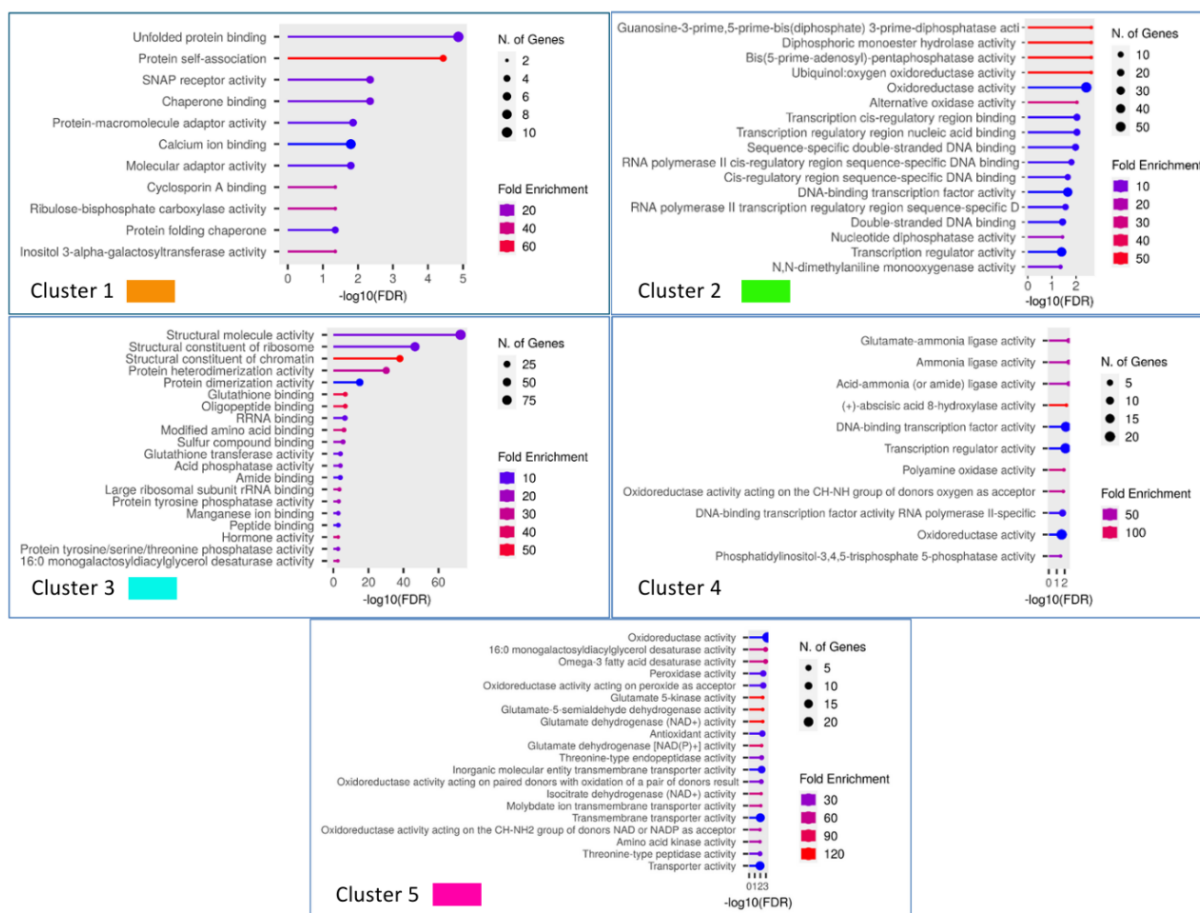 Unfolded protein binding
Protein self-association
SNAP receptor activity
Chaperone binding
Protein-macromolecule adaptor activity
Calcium ion binding
Molecular adaptor activity
Cyclosporin A binding
Ribulose-bisphosphate carboxylase activity
Protein folding chaperone
Inositol 3-alpha-galactosyltransferase activity
0 1 2 3 4 5
-log10(FDR)
N. of Genes
2
4
6
8
10
Fold Enrichment
20
40
60
Cluster 1
Guanosine-3-prime,5-prime-bis(diphosphate) 3-prime-diphosphatase acti
Diphosphoric monoester hydrolase activity
Bis(5-prime-adenosyl)-pentaphosphatase activity
Ubiquinol:oxygen oxidoreductase activity
Oxidoreductase activity
Alternative oxidase activity
Transcription cis-regulatory region binding
Transcription regulatory region nucleic acid binding
Sequence-specific double-stranded DNA binding
RNA polymerase II cis-regulatory region sequence-specific DNA binding
Cis-regulatory region sequence-specific DNA binding
DNA-binding transcription factor activity
RNA polymerase II transcription regulatory region sequence-specific D
Double-stranded DNA binding
Nucleotide diphosphatase activity
Transcription regulator activity
N,N-dimethylaniline monooxygenase activity
0 1 2
-log10(FDR)
N. of Genes
10
20
30
40
50
Fold Enrichment
10
20
30
40
50
Cluster 2
Structural molecule activity
Structural constituent of ribosome
Structural constituent of chromatin
Protein heterodimerization activity
Protein dimerization activity
Glutathione binding
Oligopeptide binding
RRNA binding
Modified amino acid binding
Sulfur compound binding
Glutathione transferase activity
Acid phosphatase activity
Amide binding
Large ribosomal subunit rRNA binding
Protein tyrosine phosphatase activity
Manganese ion binding
Peptide binding
Hormone activity
Protein tyrosine/serine/threonine phosphatase activity
16:0 monogalactosyldiacylglycerol desaturase activity
0 20 40 60
-log10(FDR)
N. of Genes
25
50
75
Fold Enrichment
10
20
30
40
50
Cluster 3
Glutamate-ammonia ligase activity
Ammonia ligase activity
Acid-ammonia (or amide) ligase activity
(+)-abscisic acid 8-hydroxylase activity
DNA-binding transcription factor activity
Transcription regulator activity
Polyamine oxidase activity
Oxidoreductase activity acting on the CH-NH group of donors oxygen as acceptor
DNA-binding transcription factor activity RNA polymerase II-specific
Oxidoreductase activity
Phosphatidylinositol-3,4,5-trisphosphate 5-phosphatase activity
0 1 2
-log10(FDR)
N. of Genes
5
10
15
20
Fold Enrichment
50
100
Cluster 4
Oxidoreductase activity
16:0 monogalactosyldiacylglycerol desaturase activity
Omega-3 fatty acid desaturase activity
Peroxidase activity
Oxidoreductase activity acting on peroxide as acceptor
Glutamate 5-kinase activity
Glutamate-5-semialdehyde dehydrogenase activity
Glutamate dehydrogenase (NAD+) activity
Antioxidant activity
Glutamate dehydrogenase [NAD(P)+] activity
Threonine-type endopeptidase activity
Inorganic molecular entity transmembrane transporter activity
Oxidoreductase activity acting on paired donors with oxidation of a pair of donors result
Isocitrate dehydrogenase (NAD+) activity
Molybdate ion transmembrane transporter activity
Transmembrane transporter activity
Oxidoreductase activity acting on the CH-NH2 group of donors NAD or NADP as acceptor
Amino acid kinase activity
Threonine-type peptidase activity
Transporter activity
0 1 2 3
-log10(FDR)
N. of Genes
5
10
15
20
Fold Enrichment
30
60
90
120
Cluster 5